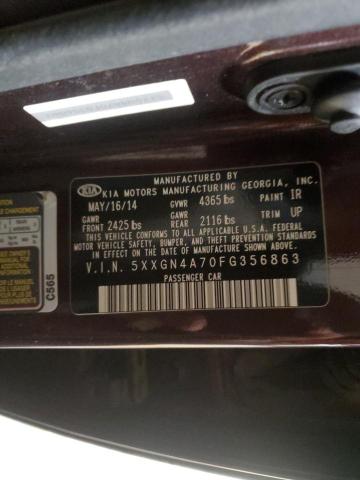 MANUFACTURED BY
KIA KIA MOTORS MANUFACTURING GEORGIA, INC.
MAY/16/14 GVWR 4365 lbs PAINT IR
GAWR FRONT 2425 lbs GAWR REAR 2116 lbs TRIM UP
THIS VEHICLE CONFORMS TO ALL APPLICABLE FEDERAL
MOTOR VEHICLE SAFETY, BUMPER, AND THEFT PREVENTION STANDARDS
IN EFFECT ON THE DATE OF MANUFACTURE SHOWN ABOVE.
V.I.N. 5XXGN4A70FG356863
PASSENGER CAR
C565